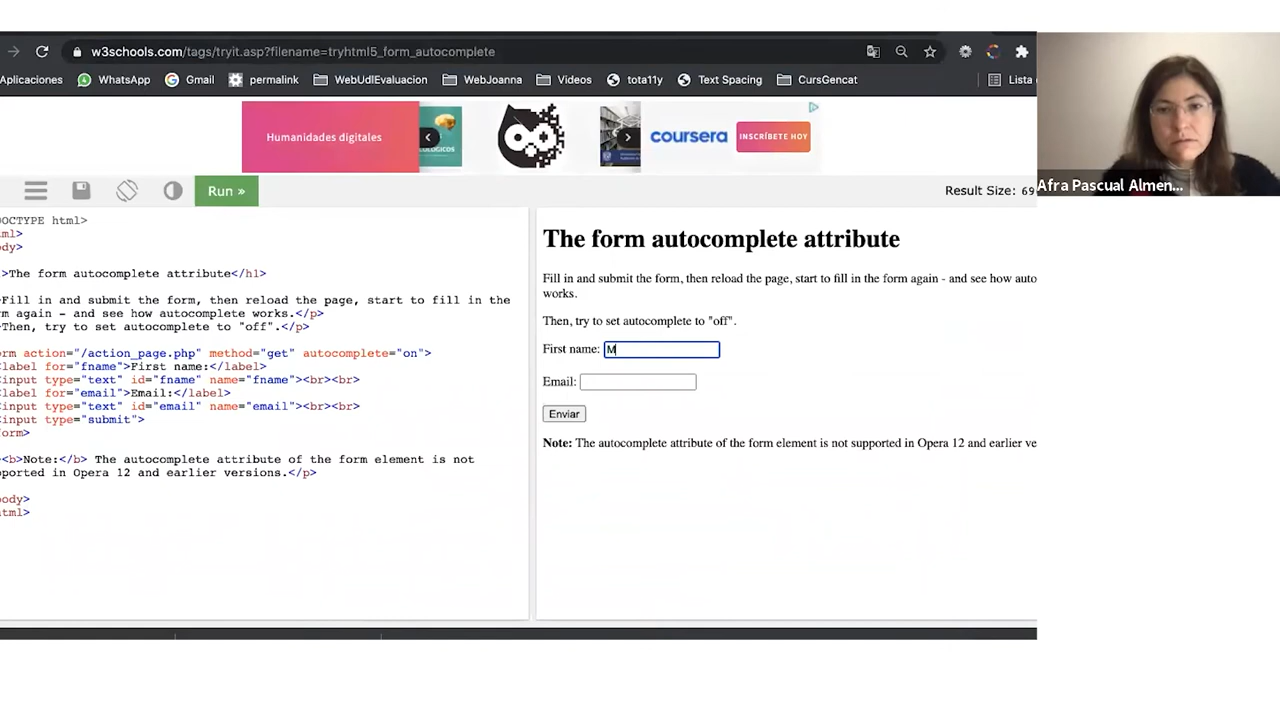 w3schools.com/tags/tryit.asp?filename=tryhtml5_form_autocomplete
Aplicaciones WhatsApp Gmail permalink WebUdlEvaluacion WebJoanna Videos tota11y Text Spacing CursGencat Lista
Humanidades digitales
coursera
INSCRÍBETE HOY
Run »
Result Size: 69
Afra Pascual Almen...
OCTYPE html>
ml>
ody>
>The form autocomplete attribute</h1>
>Fill in and submit the form, then reload the page, start to fill in the
m again - and see how autocomplete works.</p>
>Then, try to set autocomplete to "off".</p>
orm action="/action_page.php" method="get" autocomplete="on">
label for="fname">First name:</label>
input type="text" id="fname" name="fname"><br><br>
label for="email">Email:</label>
input type="text" id="email" name="email"><br><br>
input type="submit">
orm>
><b>Note:</b> The autocomplete attribute of the form element is not
ported in Opera 12 and earlier versions.</p>
ody>
html>
The form autocomplete attribute
Fill in and submit the form, then reload the page, start to fill in the form again - and see how auto
works.
Then, try to set autocomplete to "off".
First name: M
Email:
Enviar
Note: The autocomplete attribute of the form element is not supported in Opera 12 and earlier ve